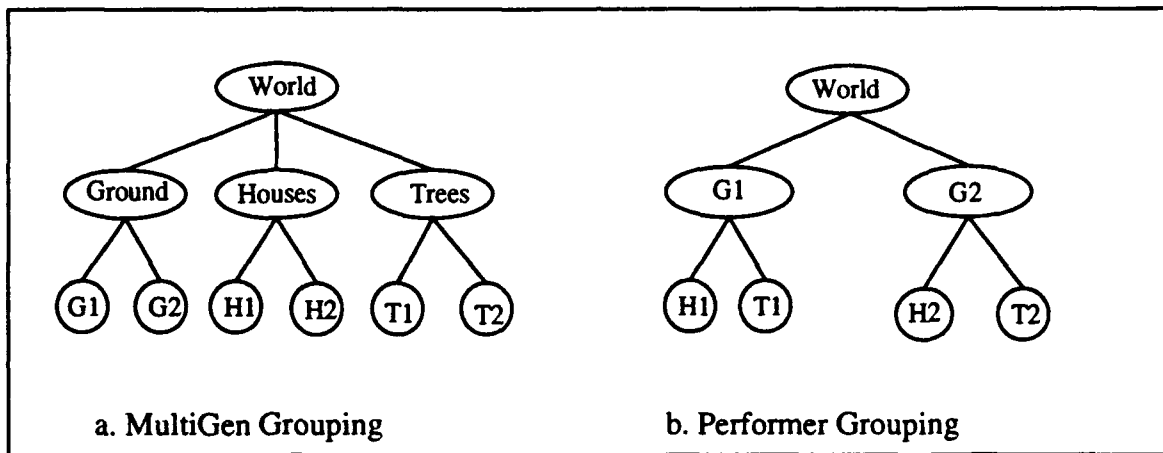 World
Ground Houses Trees
G1 G2 H1 H2 T1 T2
a. MultiGen Grouping
World
G1 G2
H1 T1 H2 T2
b. Performer Grouping